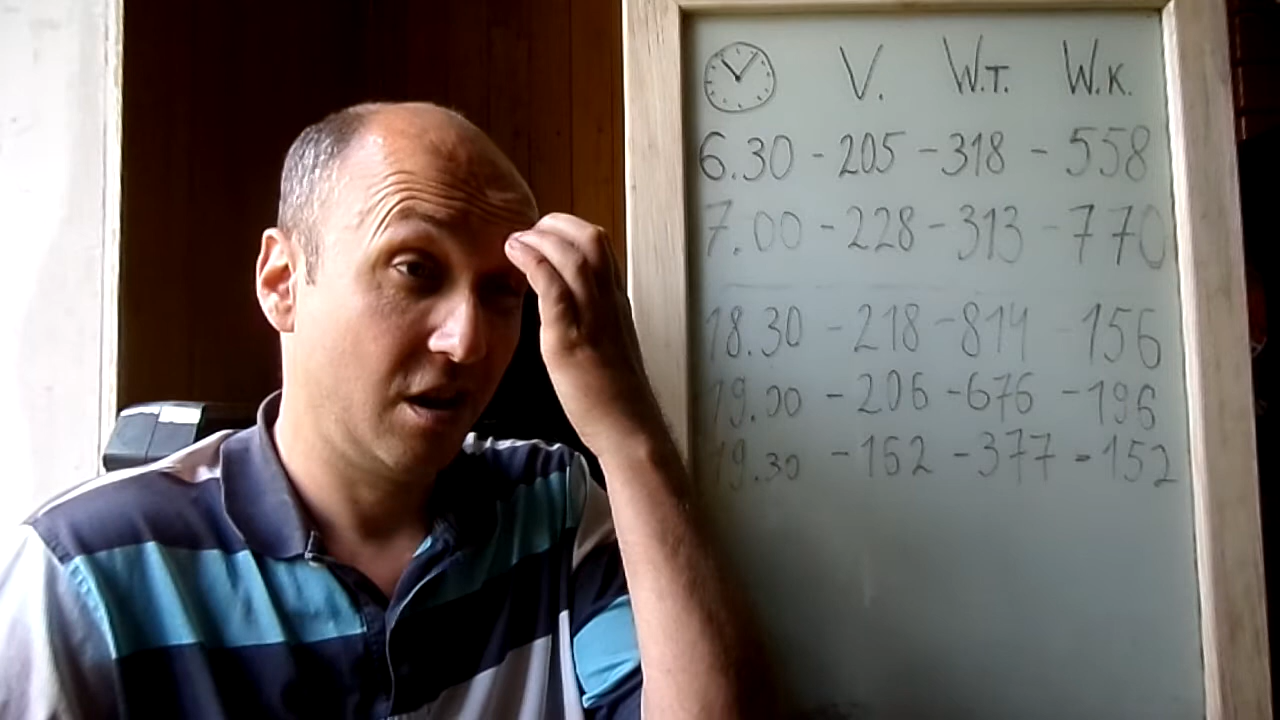 V. W.T. W.K.
6.30 - 205 - 318 - 558
7.00 - 228 - 313 - 770
18.30 - 218 - 814 - 156
19.00 - 206 - 676 - 196
19.30 - 162 - 377 - 152